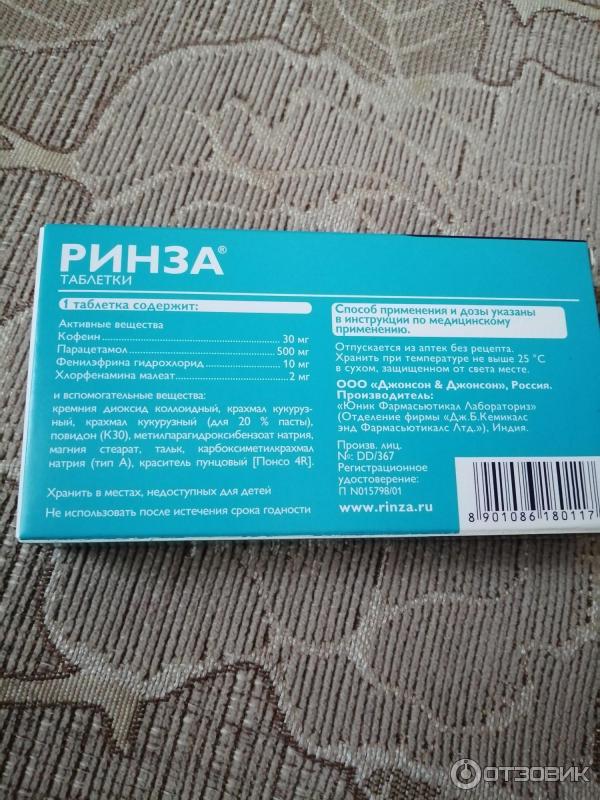 РИНЗА®
ТАБЛЕТКИ
1 таблетка содержит:
Активные вещества
Кофеин 30 мг
Парацетамол 500 мг
Фенилэфрина гидрохлорид 10 мг
Хлорфенамина малеат 2 мг
и вспомогательные вещества:
кремния диоксид коллоидный, крахмал кукуруз-
ный, крахмал кукурузный (для 20 % пасты),
повидон (К30), метилпарагидроксибензоат натрия,
магния стеарат, тальк, карбоксиметилкрахмал
натрия (тип А), краситель пунцовый [Понсо 4R].
Хранить в местах, недоступных для детей
Не использовать после истечения срока годности
Способ применения и дозы указаны
в инструкции по медицинскому
применению.
Отпускается из аптек без рецепта.
Хранить при температуре не выше 25 °С
в сухом, защищенном от света месте.
ООО «Джонсон & Джонсон», Россия.
Производитель:
«Юник Фармасьютикал Лабораториз»
(Отделение фирмы «Дж.Б.Кемикалс
энд Фармасьютикалс Лтд.»), Индия.
Произв. лиц.
№: DD/367
Регистрационное
удостоверение:
П N015798/01
www.rinza.ru
8 901086 180117
ОТЗОВИК